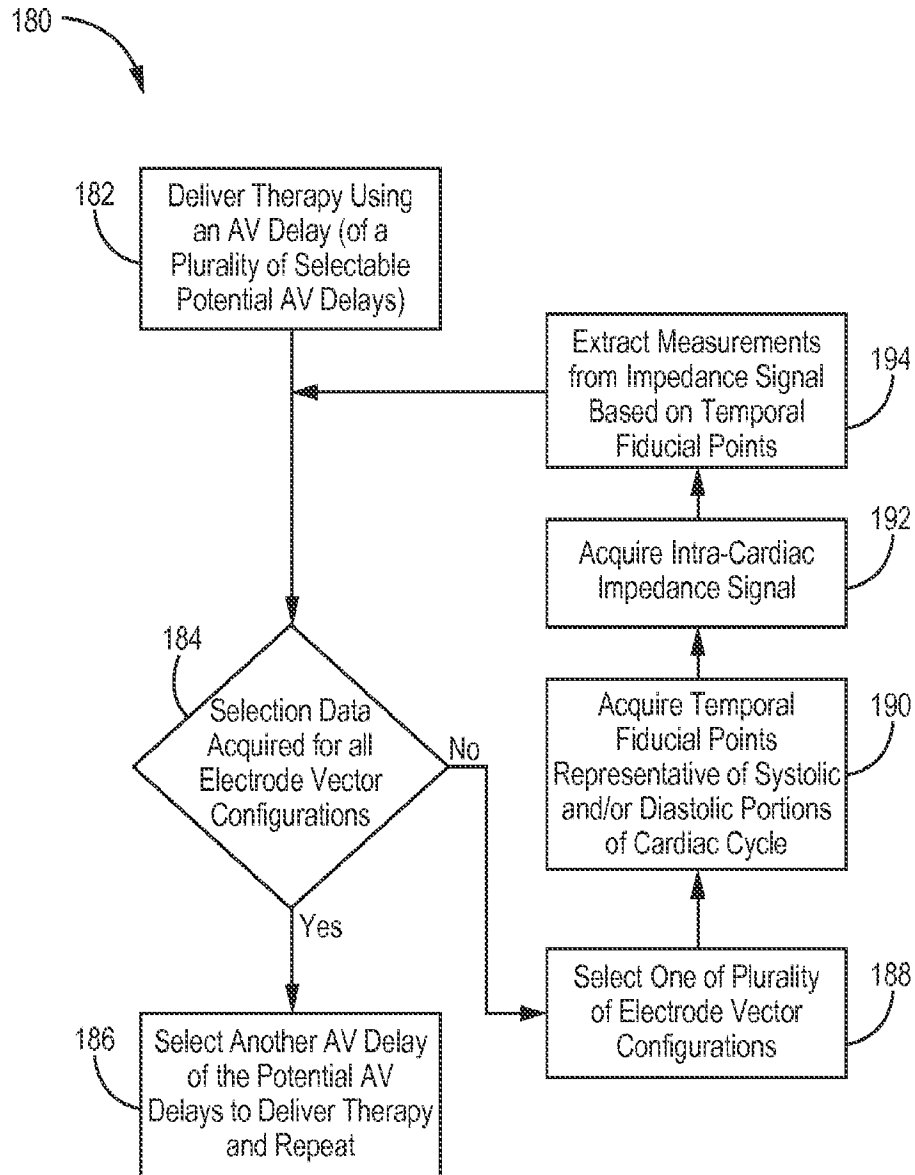 180
182
Deliver Therapy Using
an AV Delay (of a
Plurality of Selectable
Potential AV Delays)
Extract Measurements
from Impedance Signal
Based on Temporal
Fiducial Points
194
Acquire Intra-Cardiac
Impedance Signal
192
184
Selection Data
Acquired for all
Electrode Vector
Configurations
No
Yes
Acquire Temporal
Fiducial Points
Representative of Systolic
and/or Diastolic Portions
of Cardiac Cycle
190
Select One of Plurality
of Electrode Vector
Configurations
188
186
Select Another AV Delay
of the Potential AV
Delays to Deliver Therapy
and Repeat